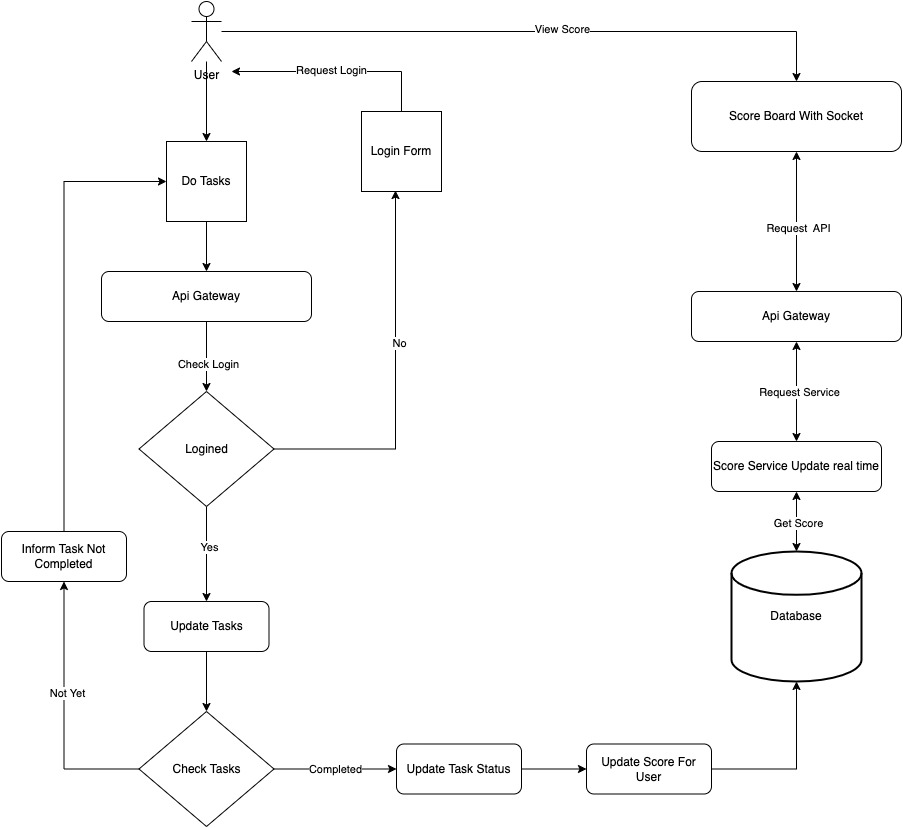 View Score
User
Request Login
Score Board With Socket
Login Form
Do Tasks
Request API
Api Gateway
Api Gateway
No
Check Login
Request Service
Logined
Score Service Update real time
Get Score
Inform Task Not
Completed
Yes
Database
Update Tasks
Not Yet
Check Tasks
Completed
Update Task Status
Update Score For
User